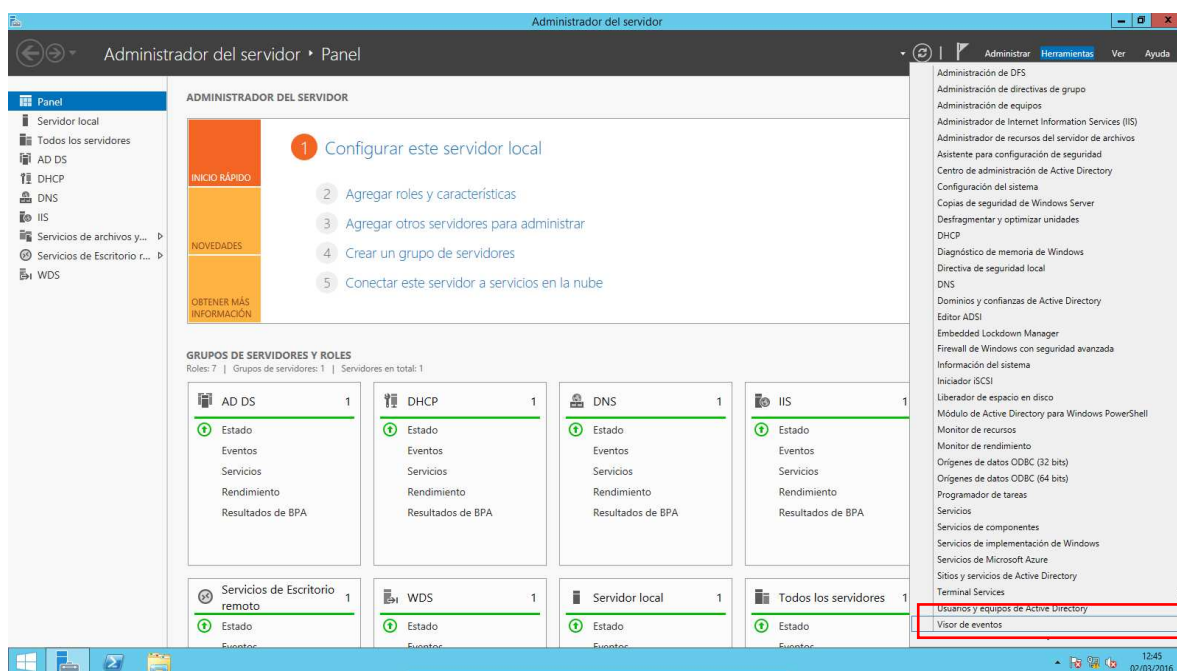 Administrador del servidor
Administrador del servidor ‣ Panel
Administrar Herramientas Ver Ayuda
Panel
Servidor local
Todos los servidores
AD DS
DHCP
DNS
IIS
Servicios de archivos y...
Servicios de Escritorio r...
WDS
ADMINISTRADOR DEL SERVIDOR
INICIO RÁPIDO
NOVEDADES
OBTENER MÁS
INFORMACIÓN
1 Configurar este servidor local
2 Agregar roles y características
3 Agregar otros servidores para administrar
4 Crear un grupo de servidores
5 Conectar este servidor a servicios en la nube
GRUPOS DE SERVIDORES Y ROLES
Roles: 7 | Grupos de servidores: 1 | Servidores en total: 1
AD DS 1
Estado
Eventos
Servicios
Rendimiento
Resultados de BPA
DHCP 1
Estado
Eventos
Servicios
Rendimiento
Resultados de BPA
DNS 1
Estado
Eventos
Servicios
Rendimiento
Resultados de BPA
IIS 1
Estado
Eventos
Servicios
Rendimiento
Resultados de BPA
Servicios de Escritorio
remoto 1
Estado
Eventos
WDS 1
Estado
Eventos
Servidor local 1
Estado
Eventos
Todos los servidores 1
Estado
Eventos
Administración de DFS
Administración de directivas de grupo
Administración de equipos
Administrador de Internet Information Services (IIS)
Administrador de recursos del servidor de archivos
Asistente para configuración de seguridad
Centro de administración de Active Directory
Configuración del sistema
Copias de seguridad de Windows Server
Desfragmentar y optimizar unidades
DHCP
Diagnóstico de memoria de Windows
Directiva de seguridad local
DNS
Dominios y confianzas de Active Directory
Editor ADSI
Embedded Lockdown Manager
Firewall de Windows con seguridad avanzada
Información del sistema
Iniciador iSCSI
Liberador de espacio en disco
Módulo de Active Directory para Windows PowerShell
Monitor de recursos
Monitor de rendimiento
Orígenes de datos ODBC (32 bits)
Orígenes de datos ODBC (64 bits)
Programador de tareas
Servicios
Servicios de componentes
Servicios de implementación de Windows
Servicios de Microsoft Azure
Sitios y servicios de Active Directory
Terminal Services
Usuarios y equipos de Active Directory
Visor de eventos
12:45
02/03/2016